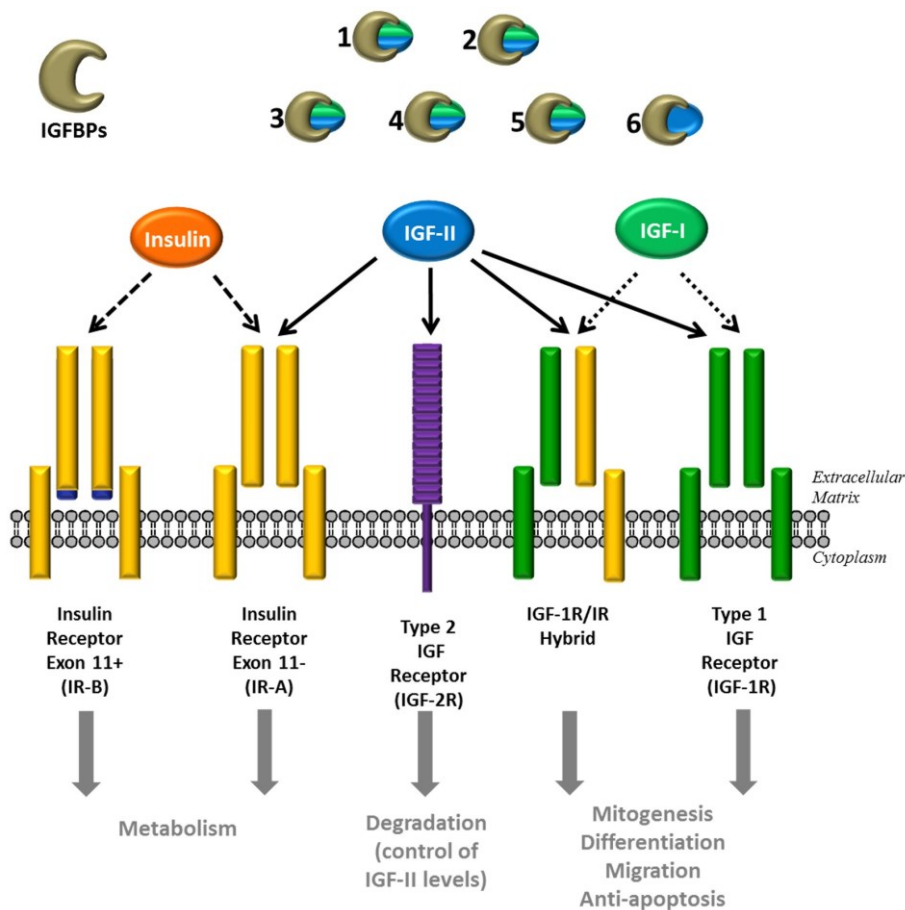 1
2
IGFBPs
3
4
5
6
Insulin
IGF-II
IGF-I
Extracellular
Matrix
Cytoplasm
Insulin
Receptor
Exon 11+
(IR-B)
Insulin
Receptor
Exon 11-
(IR-A)
Type 2
IGF
Receptor
(IGF-2R)
IGF-1R/IR
Hybrid
Type 1
IGF
Receptor
(IGF-1R)
Metabolism
Degradation
(control of
IGF-II levels)
Mitogenesis
Differentiation
Migration
Anti-apoptosis